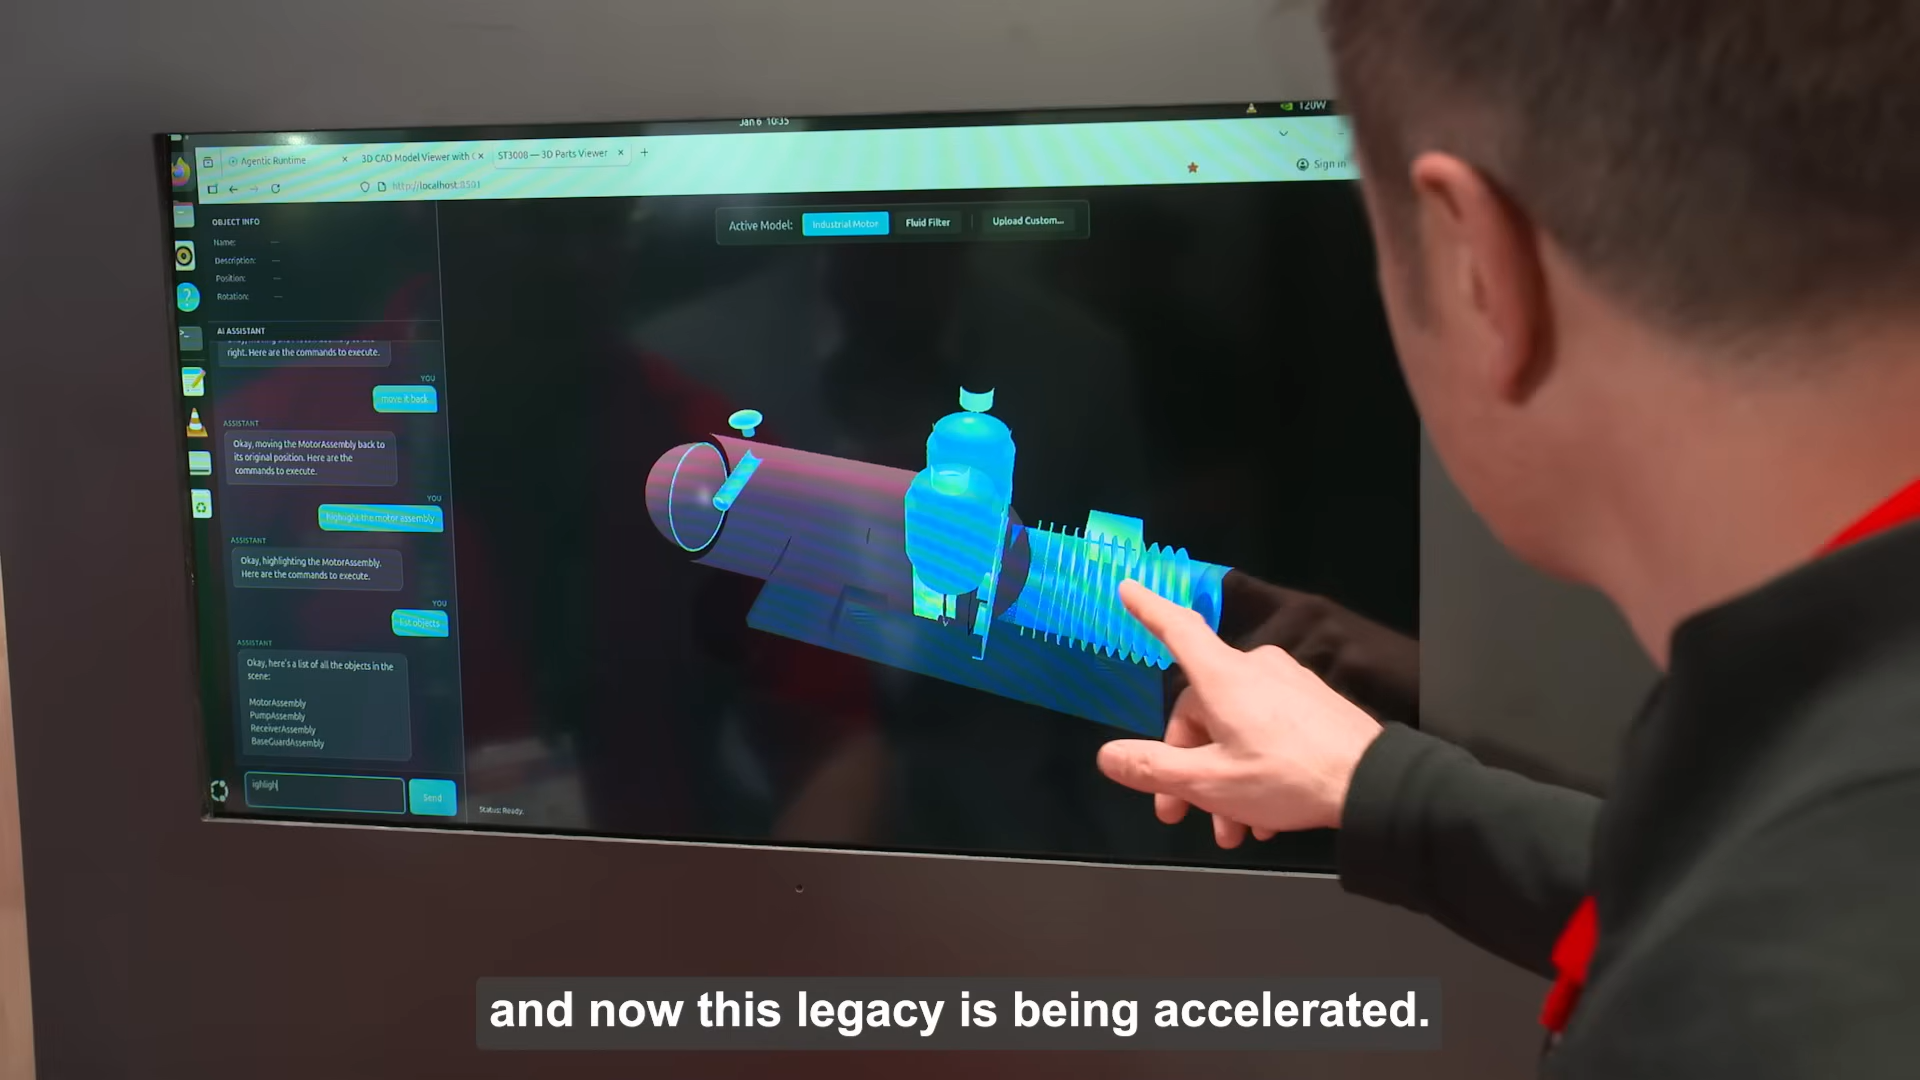 Jan 6 10:35
120W
Agentic Runtime
3D CAD Model Viewer with
ST3008 — 3D Parts Viewer
http://localhost:8501
Sign in
OBJECT INFO
Name: —
Description: —
Position: —
Rotation: —
Active Model:
Industrial Motor
Fluid Filter
Upload Custom...
AI ASSISTANT
right. Here are the commands to execute.
YOU
move it back
ASSISTANT
Okay, moving the MotorAssembly back to
its original position. Here are the
commands to execute.
YOU
highlight the motor assembly
ASSISTANT
Okay, highlighting the MotorAssembly.
Here are the commands to execute.
YOU
list objects
ASSISTANT
Okay, here's a list of all the objects in the
scene:
MotorAssembly
PumpAssembly
ReceiverAssembly
BaseGuardAssembly
ighligh
Send
Status: Ready.
and now this legacy is being accelerated.